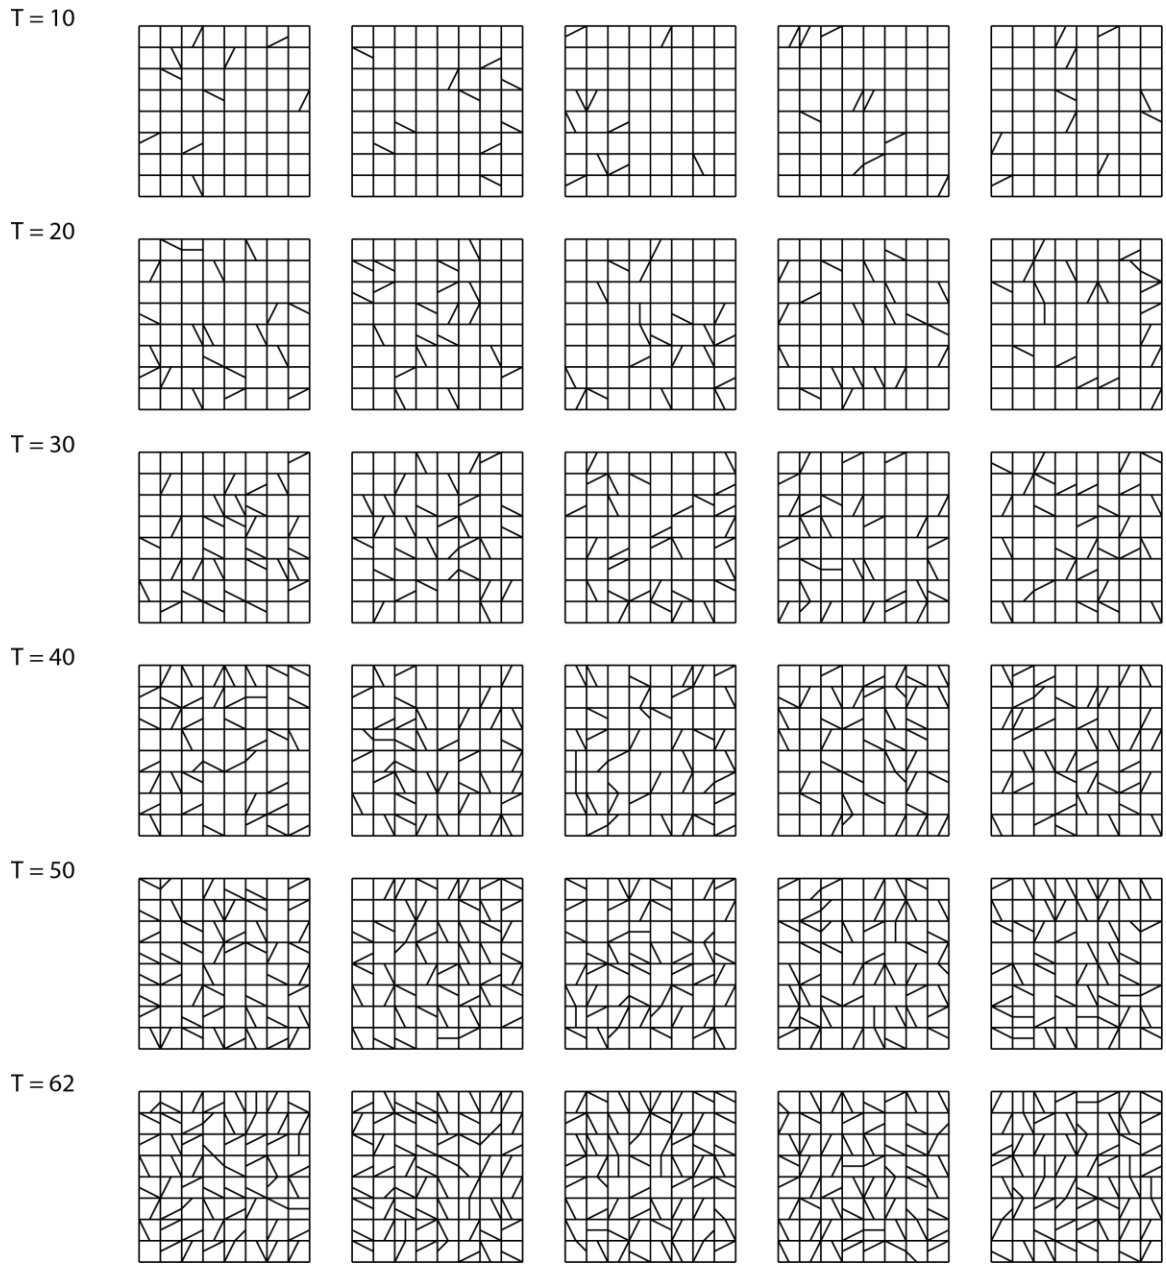 T = 10
T = 20
T = 30
T = 40
T = 50
T = 62